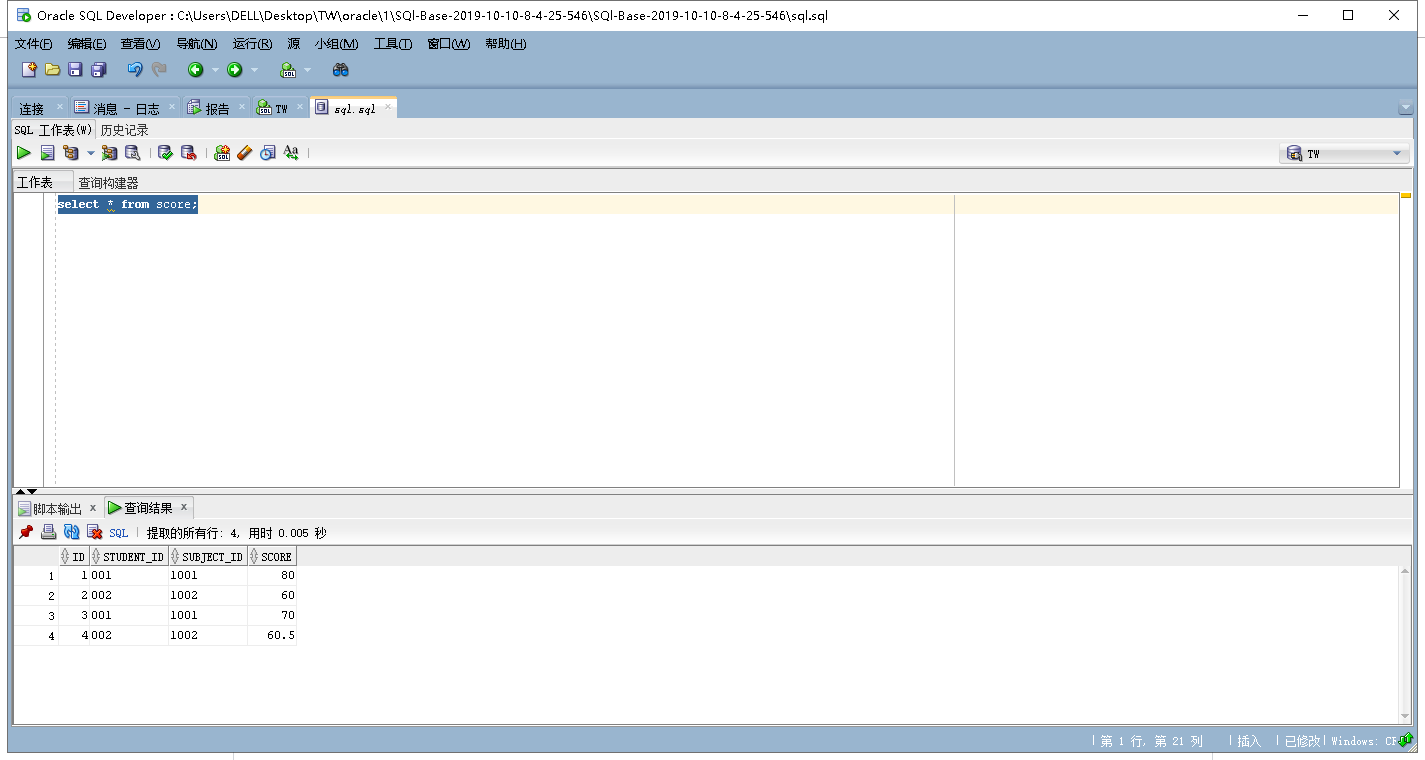 Oracle SQL Developer : C:\Users\DELL\Desktop\TW\oracle\1\SQl-Base-2019-10-10-8-4-25-546\SQl-Base-2019-10-10-8-4-25-546\sql.sql
文件(F) 编辑(E) 查看(V) 导航(N) 运行(R) 源 小组(M) 工具(T) 窗口(W) 帮助(H)
连接 消息 - 日志 报告 TW sql.sql
SQL 工作表(W) 历史记录
TW
工作表 查询构建器
select * from score;
脚本输出 查询结果
SQL 提取的所有行: 4, 用时 0.005 秒
ID STUDENT_ID SUBJECT_ID SCORE
1 1 001 1001 80
2 2 002 1002 60
3 3 001 1001 70
4 4 002 1002 60.5
第 1 行, 第 21 列 插入 已修改 Windows: